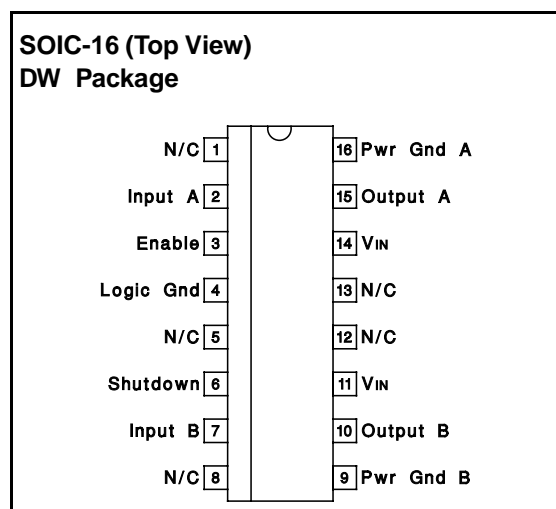 SOIC-16 (Top View)
DW Package
N/C 1 16 Pwr Gnd A
Input A 2 15 Output A
Enable 3 14 VIN
Logic Gnd 4 13 N/C
N/C 5 12 N/C
Shutdown 6 11 VIN
Input B 7 10 Output B
N/C 8 9 Pwr Gnd B